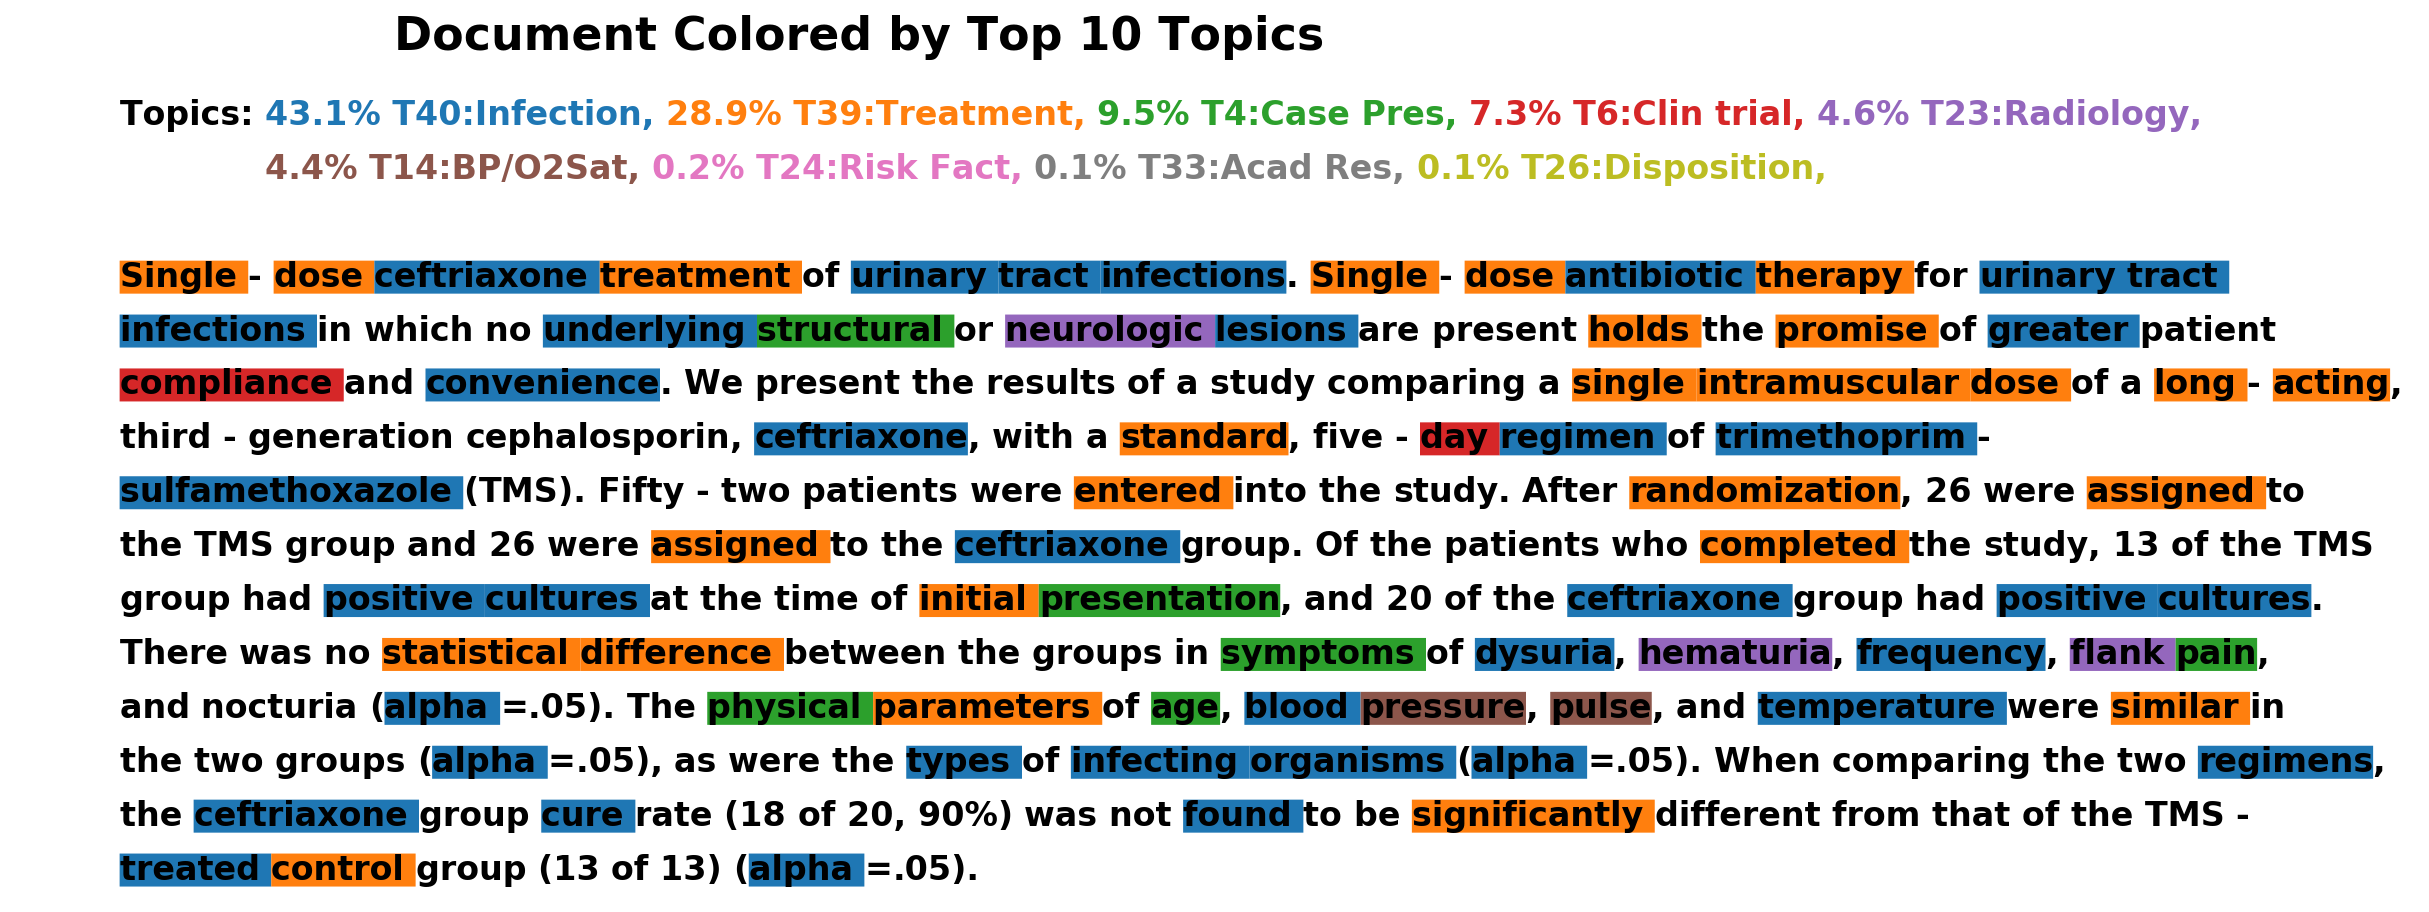 Document Colored by Top 10 Topics
Topics: 43.1% T40:Infection, 28.9% T39:Treatment, 9.5% T4:Case Pres, 7.3% T6:Clin trial, 4.6% T23:Radiology,
4.4% T14:BP/O2Sat, 0.2% T24:Risk Fact, 0.1% T33:Acad Res, 0.1% T26:Disposition,
Single - dose ceftriaxone treatment of urinary tract infections. Single - dose antibiotic therapy for urinary tract
infections in which no underlying structural or neurologic lesions are present holds the promise of greater patient
compliance and convenience. We present the results of a study comparing a single intramuscular dose of a long - acting,
third - generation cephalosporin, ceftriaxone, with a standard, five - day regimen of trimethoprim -
sulfamethoxazole (TMS). Fifty - two patients were entered into the study. After randomization, 26 were assigned to
the TMS group and 26 were assigned to the ceftriaxone group. Of the patients who completed the study, 13 of the TMS
group had positive cultures at the time of initial presentation, and 20 of the ceftriaxone group had positive cultures.
There was no statistical difference between the groups in symptoms of dysuria, hematuria, frequency, flank pain,
and nocturia (alpha =.05). The physical parameters of age, blood pressure, pulse, and temperature were similar in
the two groups (alpha =.05), as were the types of infecting organisms (alpha =.05). When comparing the two regimens,
the ceftriaxone group cure rate (18 of 20, 90%) was not found to be significantly different from that of the TMS -
treated control group (13 of 13) (alpha =.05).